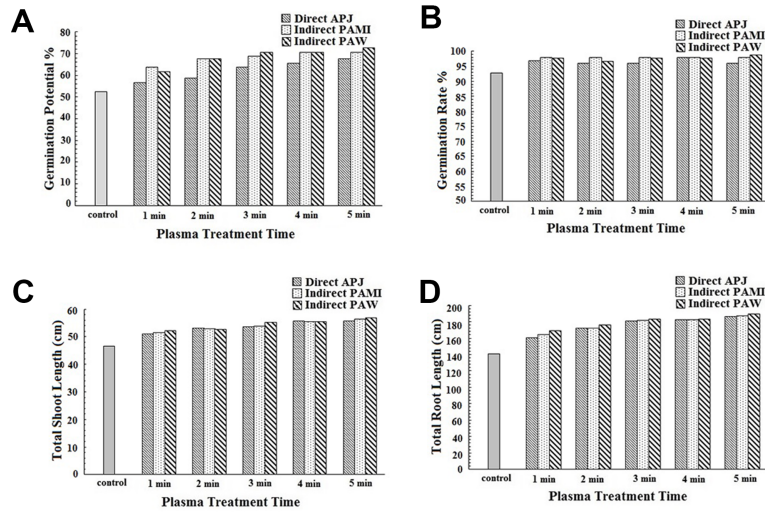 A
Direct APJ
Indirect PAMI
Indirect PAW
Germination Potential %
80
70
60
50
40
30
20
10
0
control
1 min
2 min
3 min
4 min
5 min
Plasma Treatment Time
B
Direct APJ
Indirect PAMI
Indirect PAW
Germination Rate %
100
95
90
85
80
75
70
65
60
55
50
control
1 min
2 min
3 min
4 min
5 min
Plasma Treatment Time
C
Direct APJ
Indirect PAMI
Indirect PAW
Total Shoot Length (cm)
60
50
40
30
20
10
0
control
1 min
2 min
3 min
4 min
5 min
Plasma Treatment Time
D
Direct APJ
Indirect PAMI
Indirect PAW
Total Root Length (cm)
200
180
160
140
120
100
80
60
40
20
0
control
1 min
2 min
3 min
4 min
5 min
Plasma Treatment Time